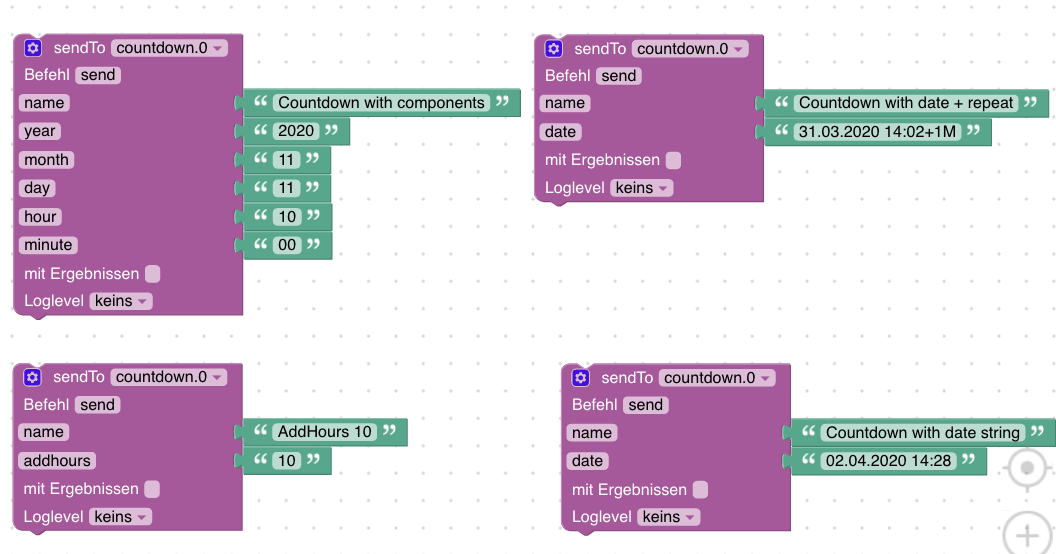 sendTo countdown.0
Befehl send
name “ Countdown with components ”
year “ 2020 ”
month “ 11 ”
day “ 11 ”
hour “ 10 ”
minute “ 00 ”
mit Ergebnissen
Loglevel keins
sendTo countdown.0
Befehl send
name “ Countdown with date + repeat ”
date “ 31.03.2020 14:02+1M ”
mit Ergebnissen
Loglevel keins
sendTo countdown.0
Befehl send
name “ AddHours 10 ”
addhours “ 10 ”
mit Ergebnissen
Loglevel keins
sendTo countdown.0
Befehl send
name “ Countdown with date string ”
date “ 02.04.2020 14:28 ”
mit Ergebnissen
Loglevel keins